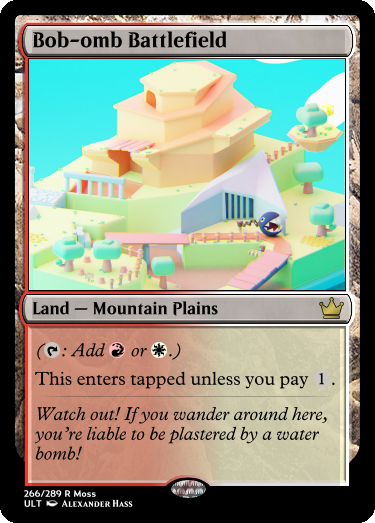 Bob-omb Battlefield
Land — Mountain Plains
(: Add or .)
This enters tapped unless you pay 1.
Watch out! If you wander around here,
you're liable to be plastered by a water
bomb!
266/289 R Moss
ULT Alexander Hass